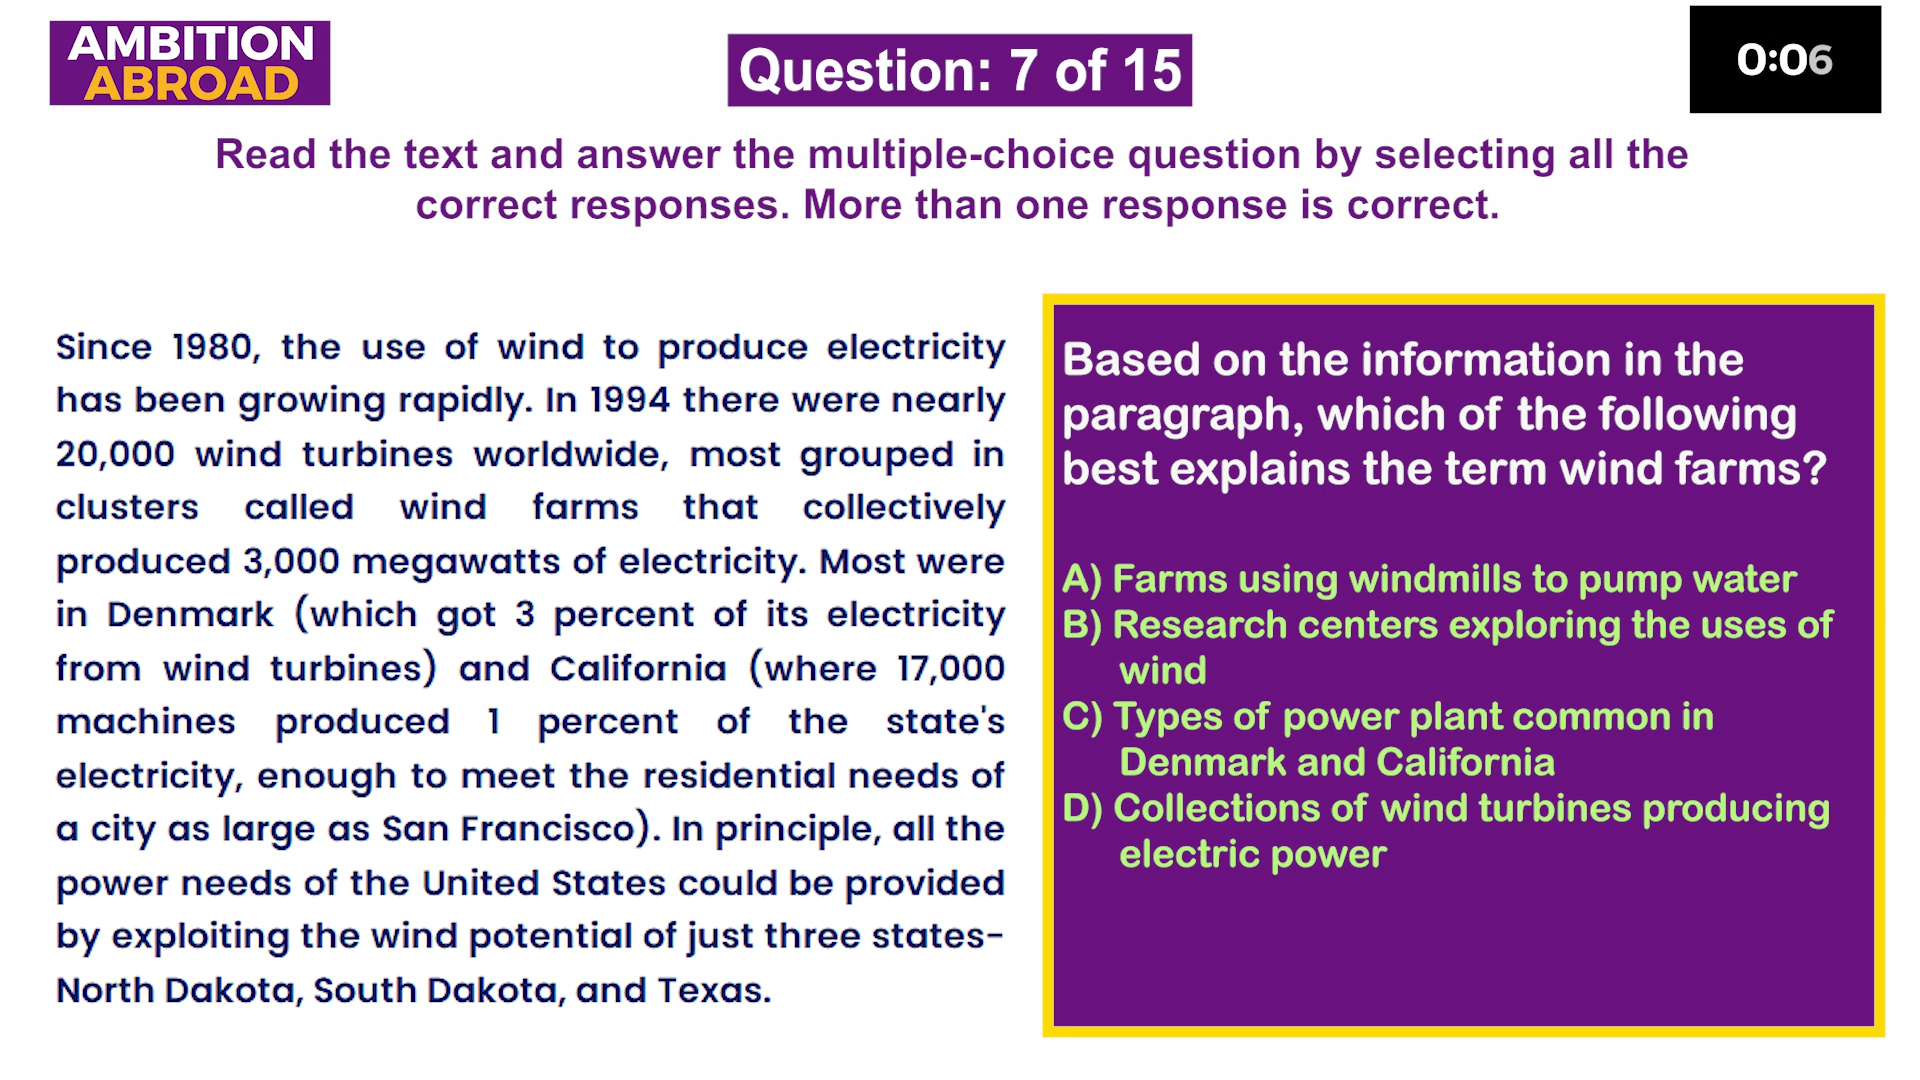 AMBITION
ABROAD
Question: 7 of 15
0:06
Read the text and answer the multiple-choice question by selecting all the
correct responses. More than one response is correct.
Since 1980, the use of wind to produce electricity
has been growing rapidly. In 1994 there were nearly
20,000 wind turbines worldwide, most grouped in
clusters called wind farms that collectively
produced 3,000 megawatts of electricity. Most were
in Denmark (which got 3 percent of its electricity
from wind turbines) and California (where 17,000
machines produced 1 percent of the state's
electricity, enough to meet the residential needs of
a city as large as San Francisco). In principle, all the
power needs of the United States could be provided
by exploiting the wind potential of just three states-
North Dakota, South Dakota, and Texas.
Based on the information in the
paragraph, which of the following
best explains the term wind farms?
A) Farms using windmills to pump water
B) Research centers exploring the uses of
wind
C) Types of power plant common in
Denmark and California
D) Collections of wind turbines producing
electric power